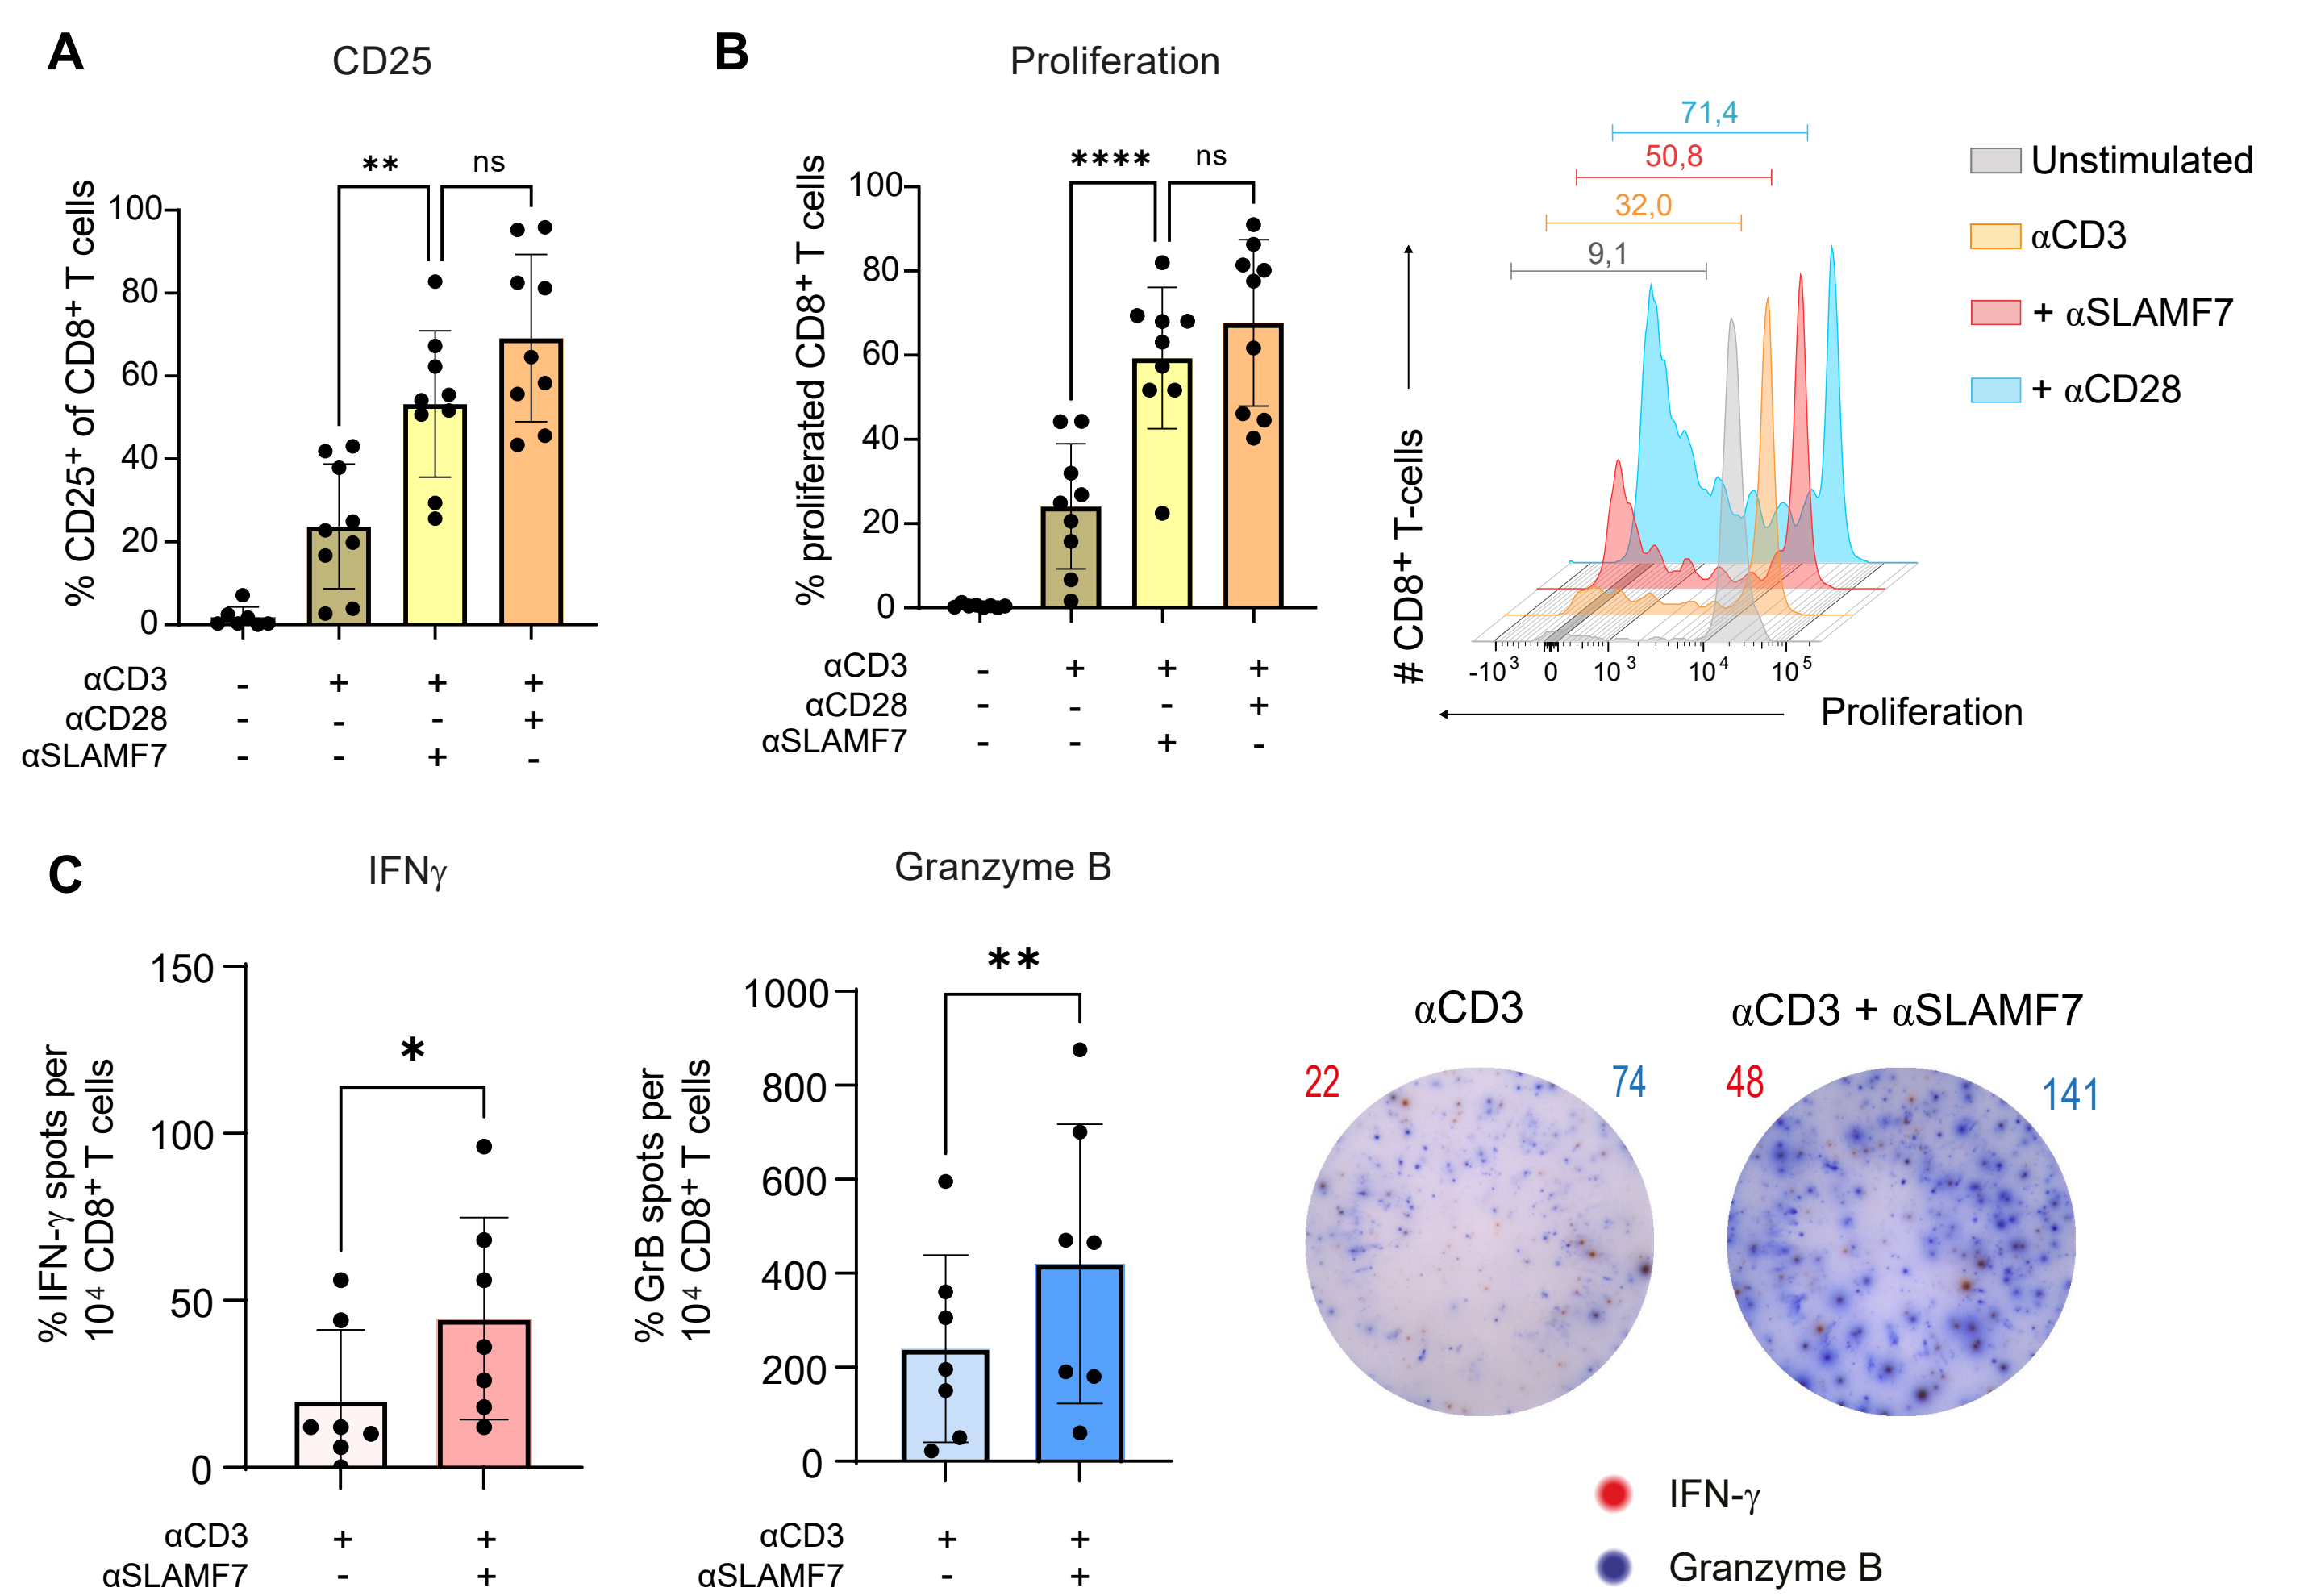 A
CD25
% CD25⁺ of CD8⁺ T cells
100
80
60
40
20
0
** ns
αCD3 - + + +
αCD28 - - - +
αSLAMF7 - - + -
B
Proliferation
% proliferated CD8⁺ T cells
100
80
60
40
20
0
**** ns
αCD3 - + + +
αCD28 - - - +
αSLAMF7 - - + -
71,4
50,8
32,0
9,1
# CD8⁺ T-cells
-10³ 0 10³ 10⁴ 10⁵
Proliferation
Unstimulated
αCD3
+ αSLAMF7
+ αCD28
C
IFNγ
% IFN-γ spots per
10⁴ CD8⁺ T cells
150
100
50
0
*
αCD3 + +
αSLAMF7 - +
Granzyme B
% GrB spots per
10⁴ CD8⁺ T cells
1000
800
600
400
200
0
**
αCD3 + +
αSLAMF7 - +
αCD3
22 74
αCD3 + αSLAMF7
48 141
IFN-γ
Granzyme B